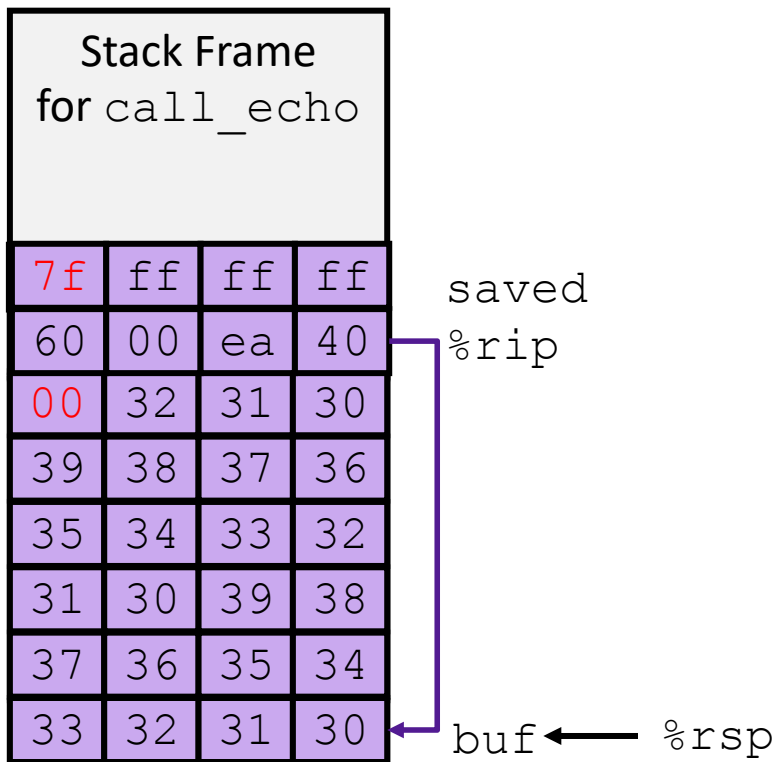 Stack Frame
for call_echo
7f ff ff ff
saved
60 00 ea 40
%rip
00 32 31 30
39 38 37 36
35 34 33 32
31 30 39 38
37 36 35 34
33 32 31 30
buf %rsp